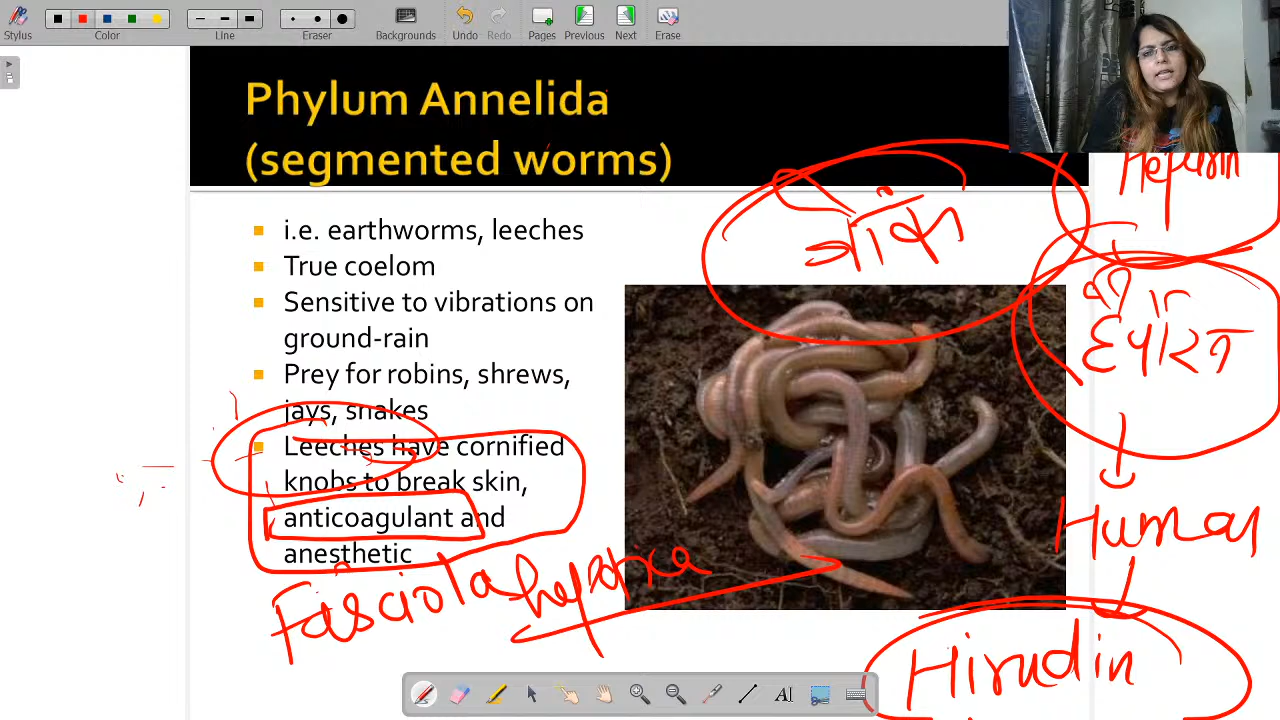 Stylus
Color
Line
Eraser
Backgrounds
Undo
Redo
Pages
Previous
Next
Erase
Phylum Annelida
(segmented worms)
i.e. earthworms, leeches
True coelom
Sensitive to vibrations on
ground-rain
Prey for robins, shrews,
jays, snakes
Leeches have cornified
knobs to break skin,
anticoagulant and
anesthetic
Fasciola hepatica
Human
Hirudin
AI